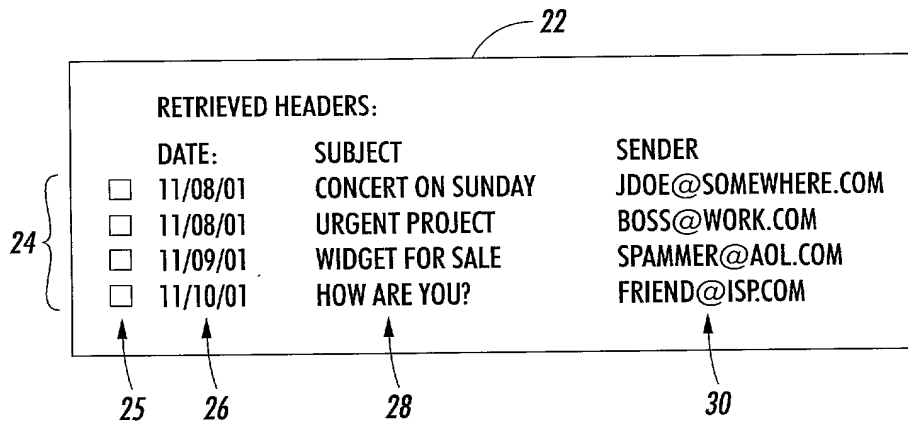 22
RETRIEVED HEADERS:
DATE: SUBJECT SENDER
11/08/01 CONCERT ON SUNDAY JDOE@SOMEWHERE.COM
11/08/01 URGENT PROJECT BOSS@WORK.COM
24
11/09/01 WIDGET FOR SALE SPAMMER@AOL.COM
11/10/01 HOW ARE YOU? FRIEND@ISP.COM
25 26 28 30